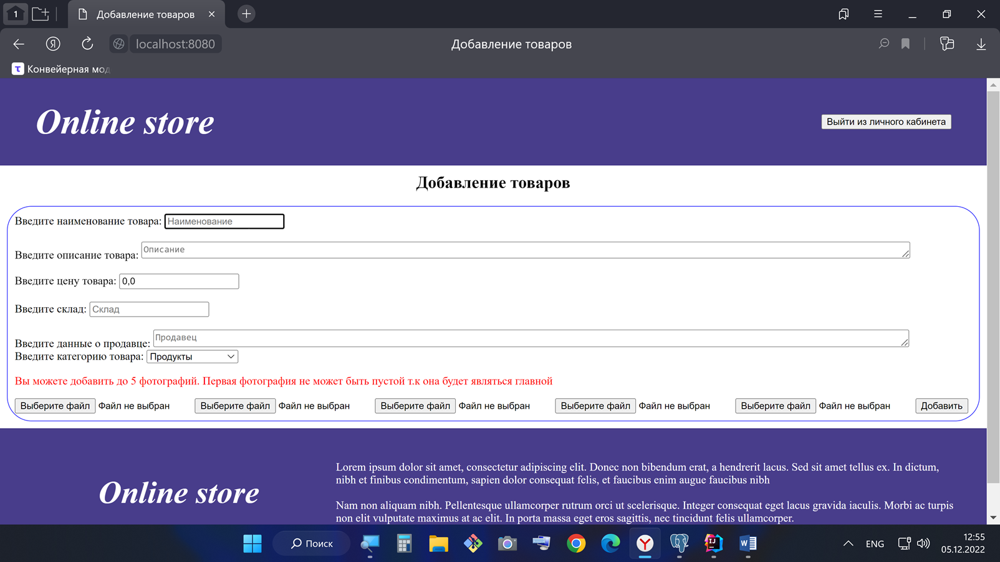 1
Добавление товаров
localhost:8080
Добавление товаров
Конвейерная мод
Online store
Выйти из личного кабинета
Добавление товаров
Введите наименование товара: Наименование
Введите описание товара: Описание
Введите цену товара: 0,0
Введите склад: Склад
Введите данные о продавце: Продавец
Введите категорию товара: Продукты
Вы можете добавить до 5 фотографий. Первая фотография не может быть пустой т.к она будет являться главной
Выберите файл Файл не выбран Выберите файл Файл не выбран Выберите файл Файл не выбран Выберите файл Файл не выбран Выберите файл Файл не выбран Добавить
Online store
Lorem ipsum dolor sit amet, consectetur adipiscing elit. Donec non bibendum erat, a hendrerit lacus. Sed sit amet tellus ex. In dictum,
nibh et finibus condimentum, sapien dolor consequat felis, et faucibus enim augue faucibus nibh
Nam non aliquam nibh. Pellentesque ullamcorper rutrum orci ut scelerisque. Integer consequat eget lacus gravida iaculis. Morbi ac turpis
non elit vulputate maximus at ac elit. In porta massa eget eros sagittis, nec tincidunt felis ullamcorper.
Поиск
ENG
12:55
05.12.2022